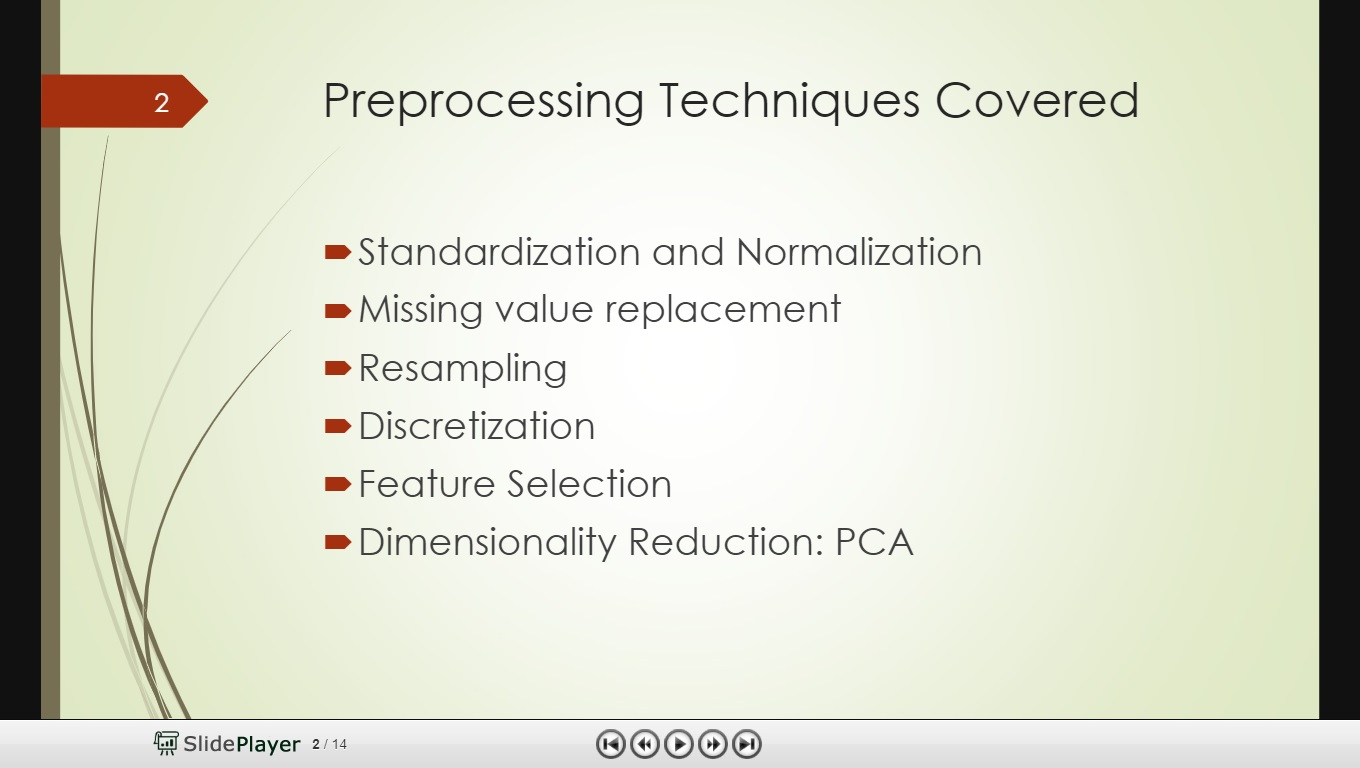 2
Preprocessing Techniques Covered
Standardization and Normalization
Missing value replacement
Resampling
Discretization
Feature Selection
Dimensionality Reduction: PCA
SlidePlayer 2 / 14